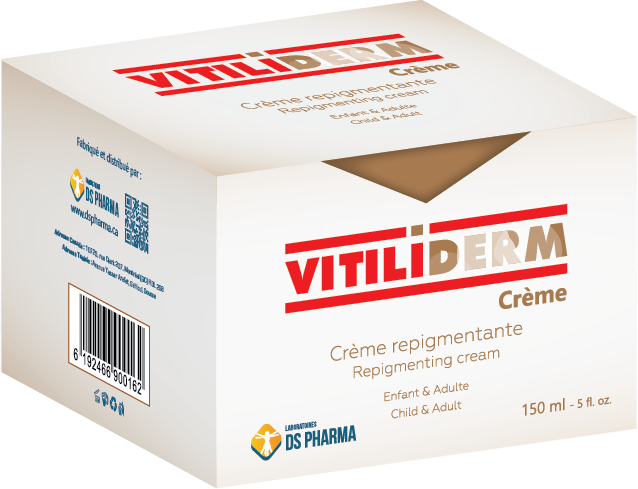 VITILIDERM
Crème
Crème repigmentante
Repigmenting cream
Enfant & Adulte
Child & Adult
Fabriqué et distribué par :
DS PHARMA
www.dspharma.ca
6 192466 900162
VITILIDERM
Crème
Crème repigmentante
Repigmenting cream
Enfant & Adulte
Child & Adult
150 ml - 5 fl. oz.
LABORATOIRES
DS PHARMA